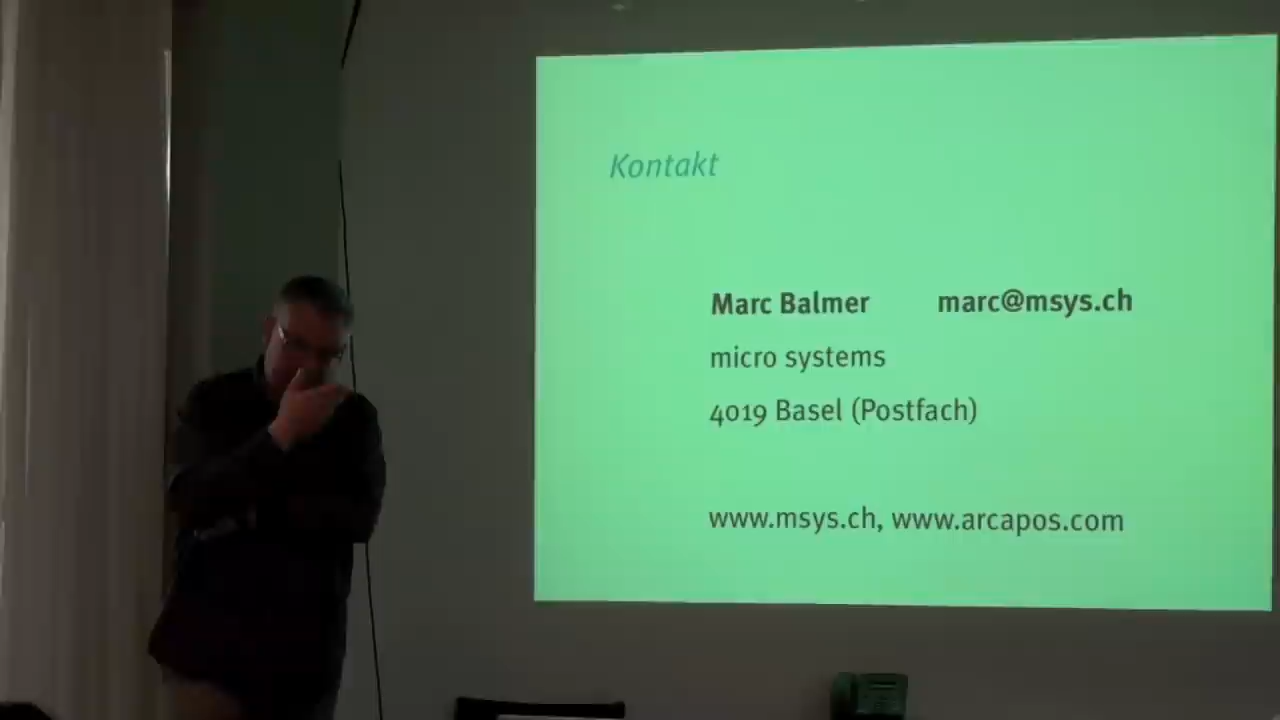 Kontakt
Marc Balmer marc@msys.ch
micro systems
4019 Basel (Postfach)
www.msys.ch, www.arcapos.com